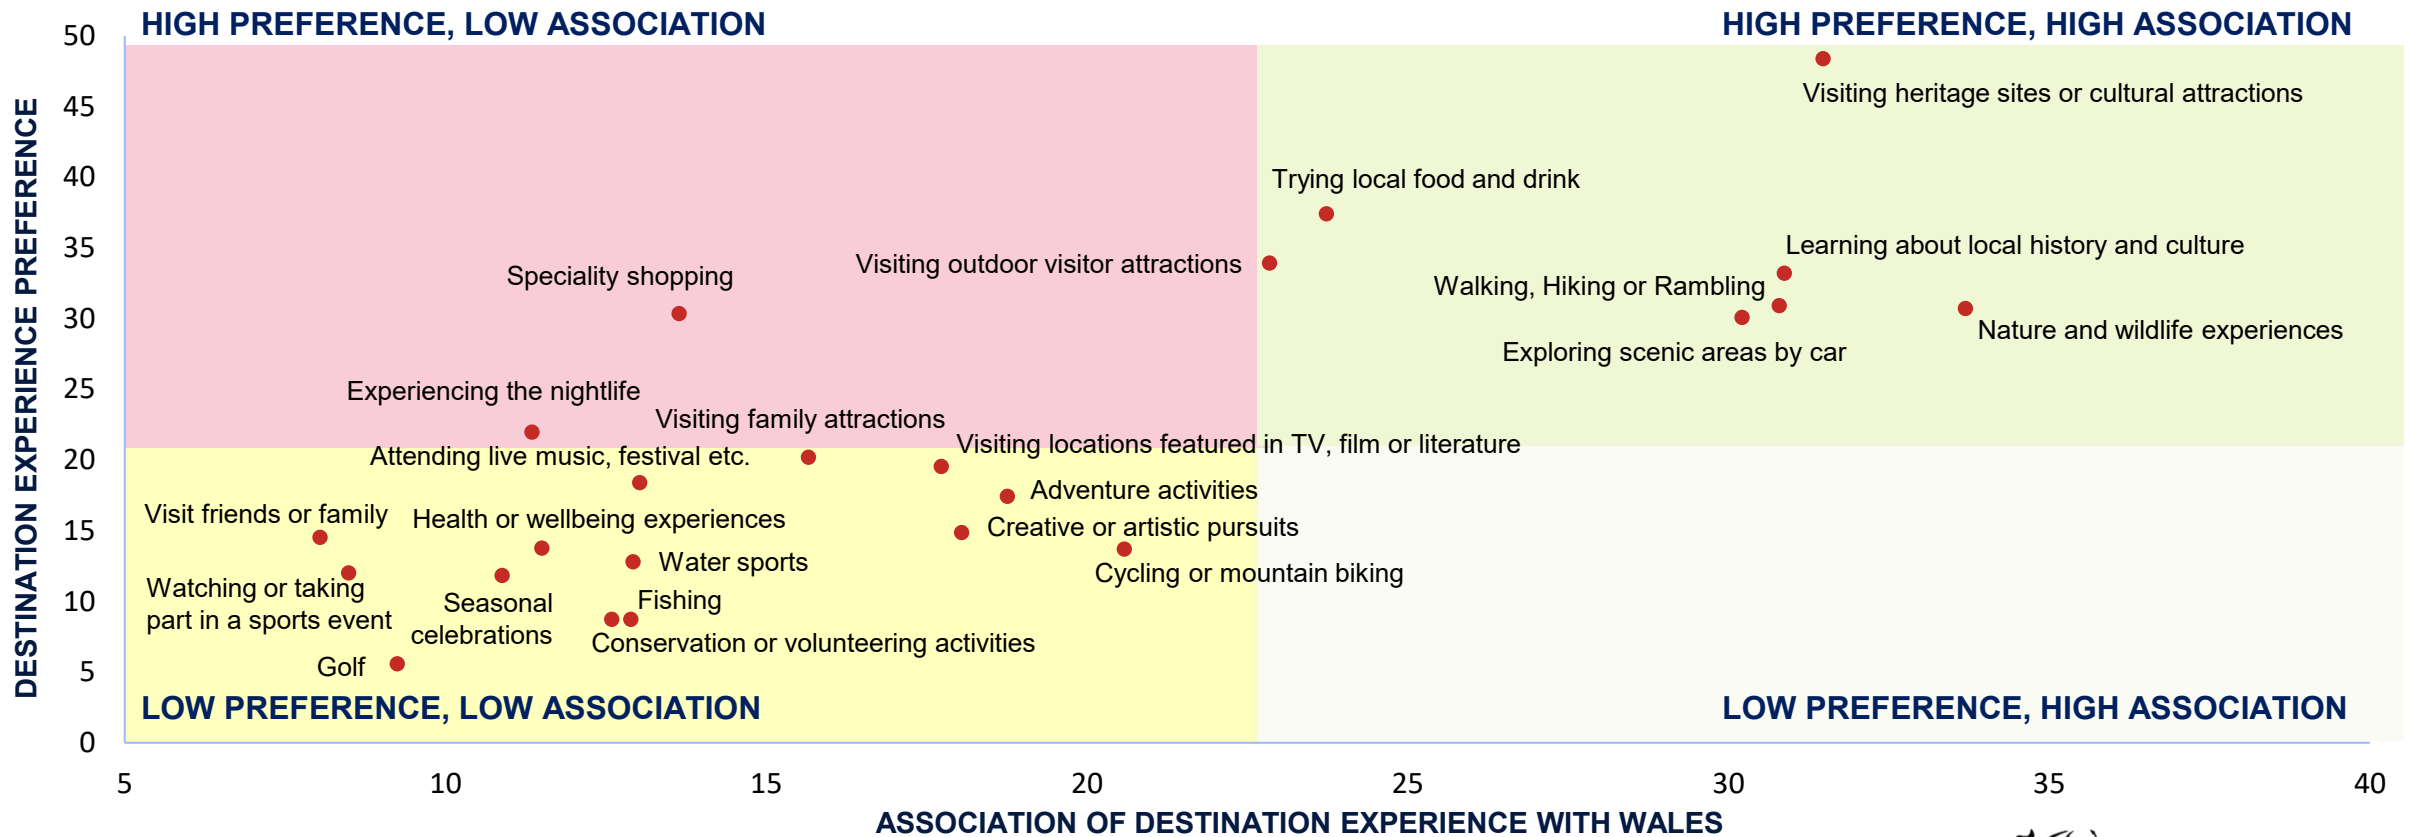 HIGH PREFERENCE, LOW ASSOCIATION
HIGH PREFERENCE, HIGH ASSOCIATION
50
45
40
35
30
25
20
15
10
5
0
DESTINATION EXPERIENCE PREFERENCE
Visiting heritage sites or cultural attractions
Trying local food and drink
Learning about local history and culture
Visiting outdoor visitor attractions
Speciality shopping
Walking, Hiking or Rambling
Nature and wildlife experiences
Exploring scenic areas by car
Experiencing the nightlife
Visiting family attractions
Visiting locations featured in TV, film or literature
Attending live music, festival etc.
Adventure activities
Visit friends or family
Health or wellbeing experiences
Creative or artistic pursuits
Water sports
Cycling or mountain biking
Watching or taking
part in a sports event
Seasonal
celebrations
Fishing
Conservation or volunteering activities
Golf
LOW PREFERENCE, LOW ASSOCIATION
LOW PREFERENCE, HIGH ASSOCIATION
5
10
15
20
25
30
35
40
ASSOCIATION OF DESTINATION EXPERIENCE WITH WALES